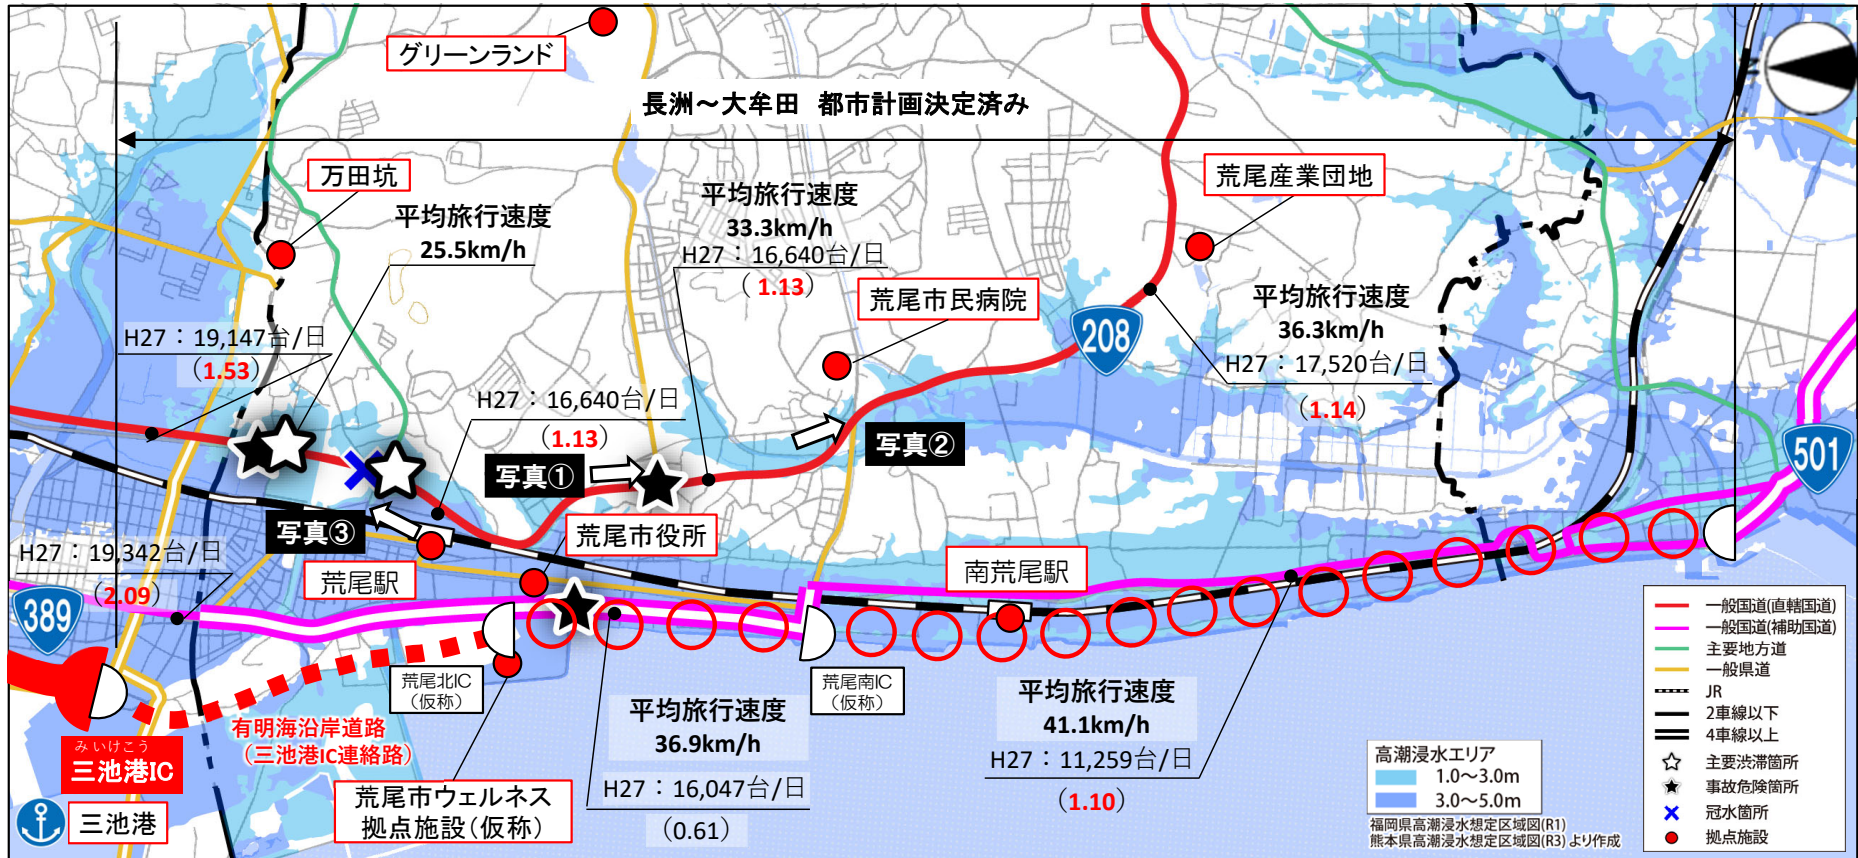 グリーンランド
長洲～大牟田　都市計画決定済み
万田坑
平均旅行速度
25.5km/h
平均旅行速度
33.3km/h
H27：16,640台/日
（1.13）
荒尾産業団地
荒尾市民病院
平均旅行速度
36.3km/h
H27：17,520台/日
（1.14）
208
H27：19,147台/日
（1.53）
H27：16,640台/日
（1.13）
写真①
写真②
写真③
501
荒尾市役所
H27：19,342台/日
（2.09）
荒尾駅
南荒尾駅
389
荒尾北IC
（仮称）
荒尾南IC
（仮称）
有明海沿岸道路
（三池港IC連絡路）
みいけこう
三池港IC
三池港
荒尾市ウェルネス
拠点施設（仮称）
平均旅行速度
36.9km/h
H27：16,047台/日
（0.61）
平均旅行速度
41.1km/h
H27：11,259台/日
（1.10）
高潮浸水エリア
1.0～3.0m
3.0～5.0m
福岡県高潮浸水想定区域図(R1)
熊本県高潮浸水想定区域図(R3)より作成
一般国道(直轄国道)
一般国道(補助国道)
主要地方道
一般県道
JR
2車線以下
4車線以上
主要渋滞箇所
事故危険箇所
冠水箇所
拠点施設